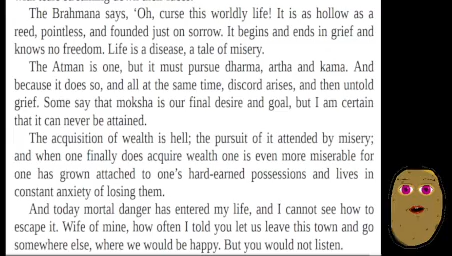 The Brahmana says, ‘Oh, curse this worldly life! It is as hollow as a
reed, pointless, and founded just on sorrow. It begins and ends in grief and
knows no freedom. Life is a disease, a tale of misery.
The Atman is one, but it must pursue dharma, artha and kama. And
because it does so, and all at the same time, discord arises, and then untold
grief. Some say that moksha is our final desire and goal, but I am certain
that it can never be attained.
The acquisition of wealth is hell; the pursuit of it attended by misery;
and when one finally does acquire wealth one is even more miserable for
one has grown attached to one’s hard-earned possessions and lives in
constant anxiety of losing them.
And today mortal danger has entered my life, and I cannot see how to
escape it. Wife of mine, how often I told you let us leave this town and go
somewhere else, where we would be happy. But you would not listen.